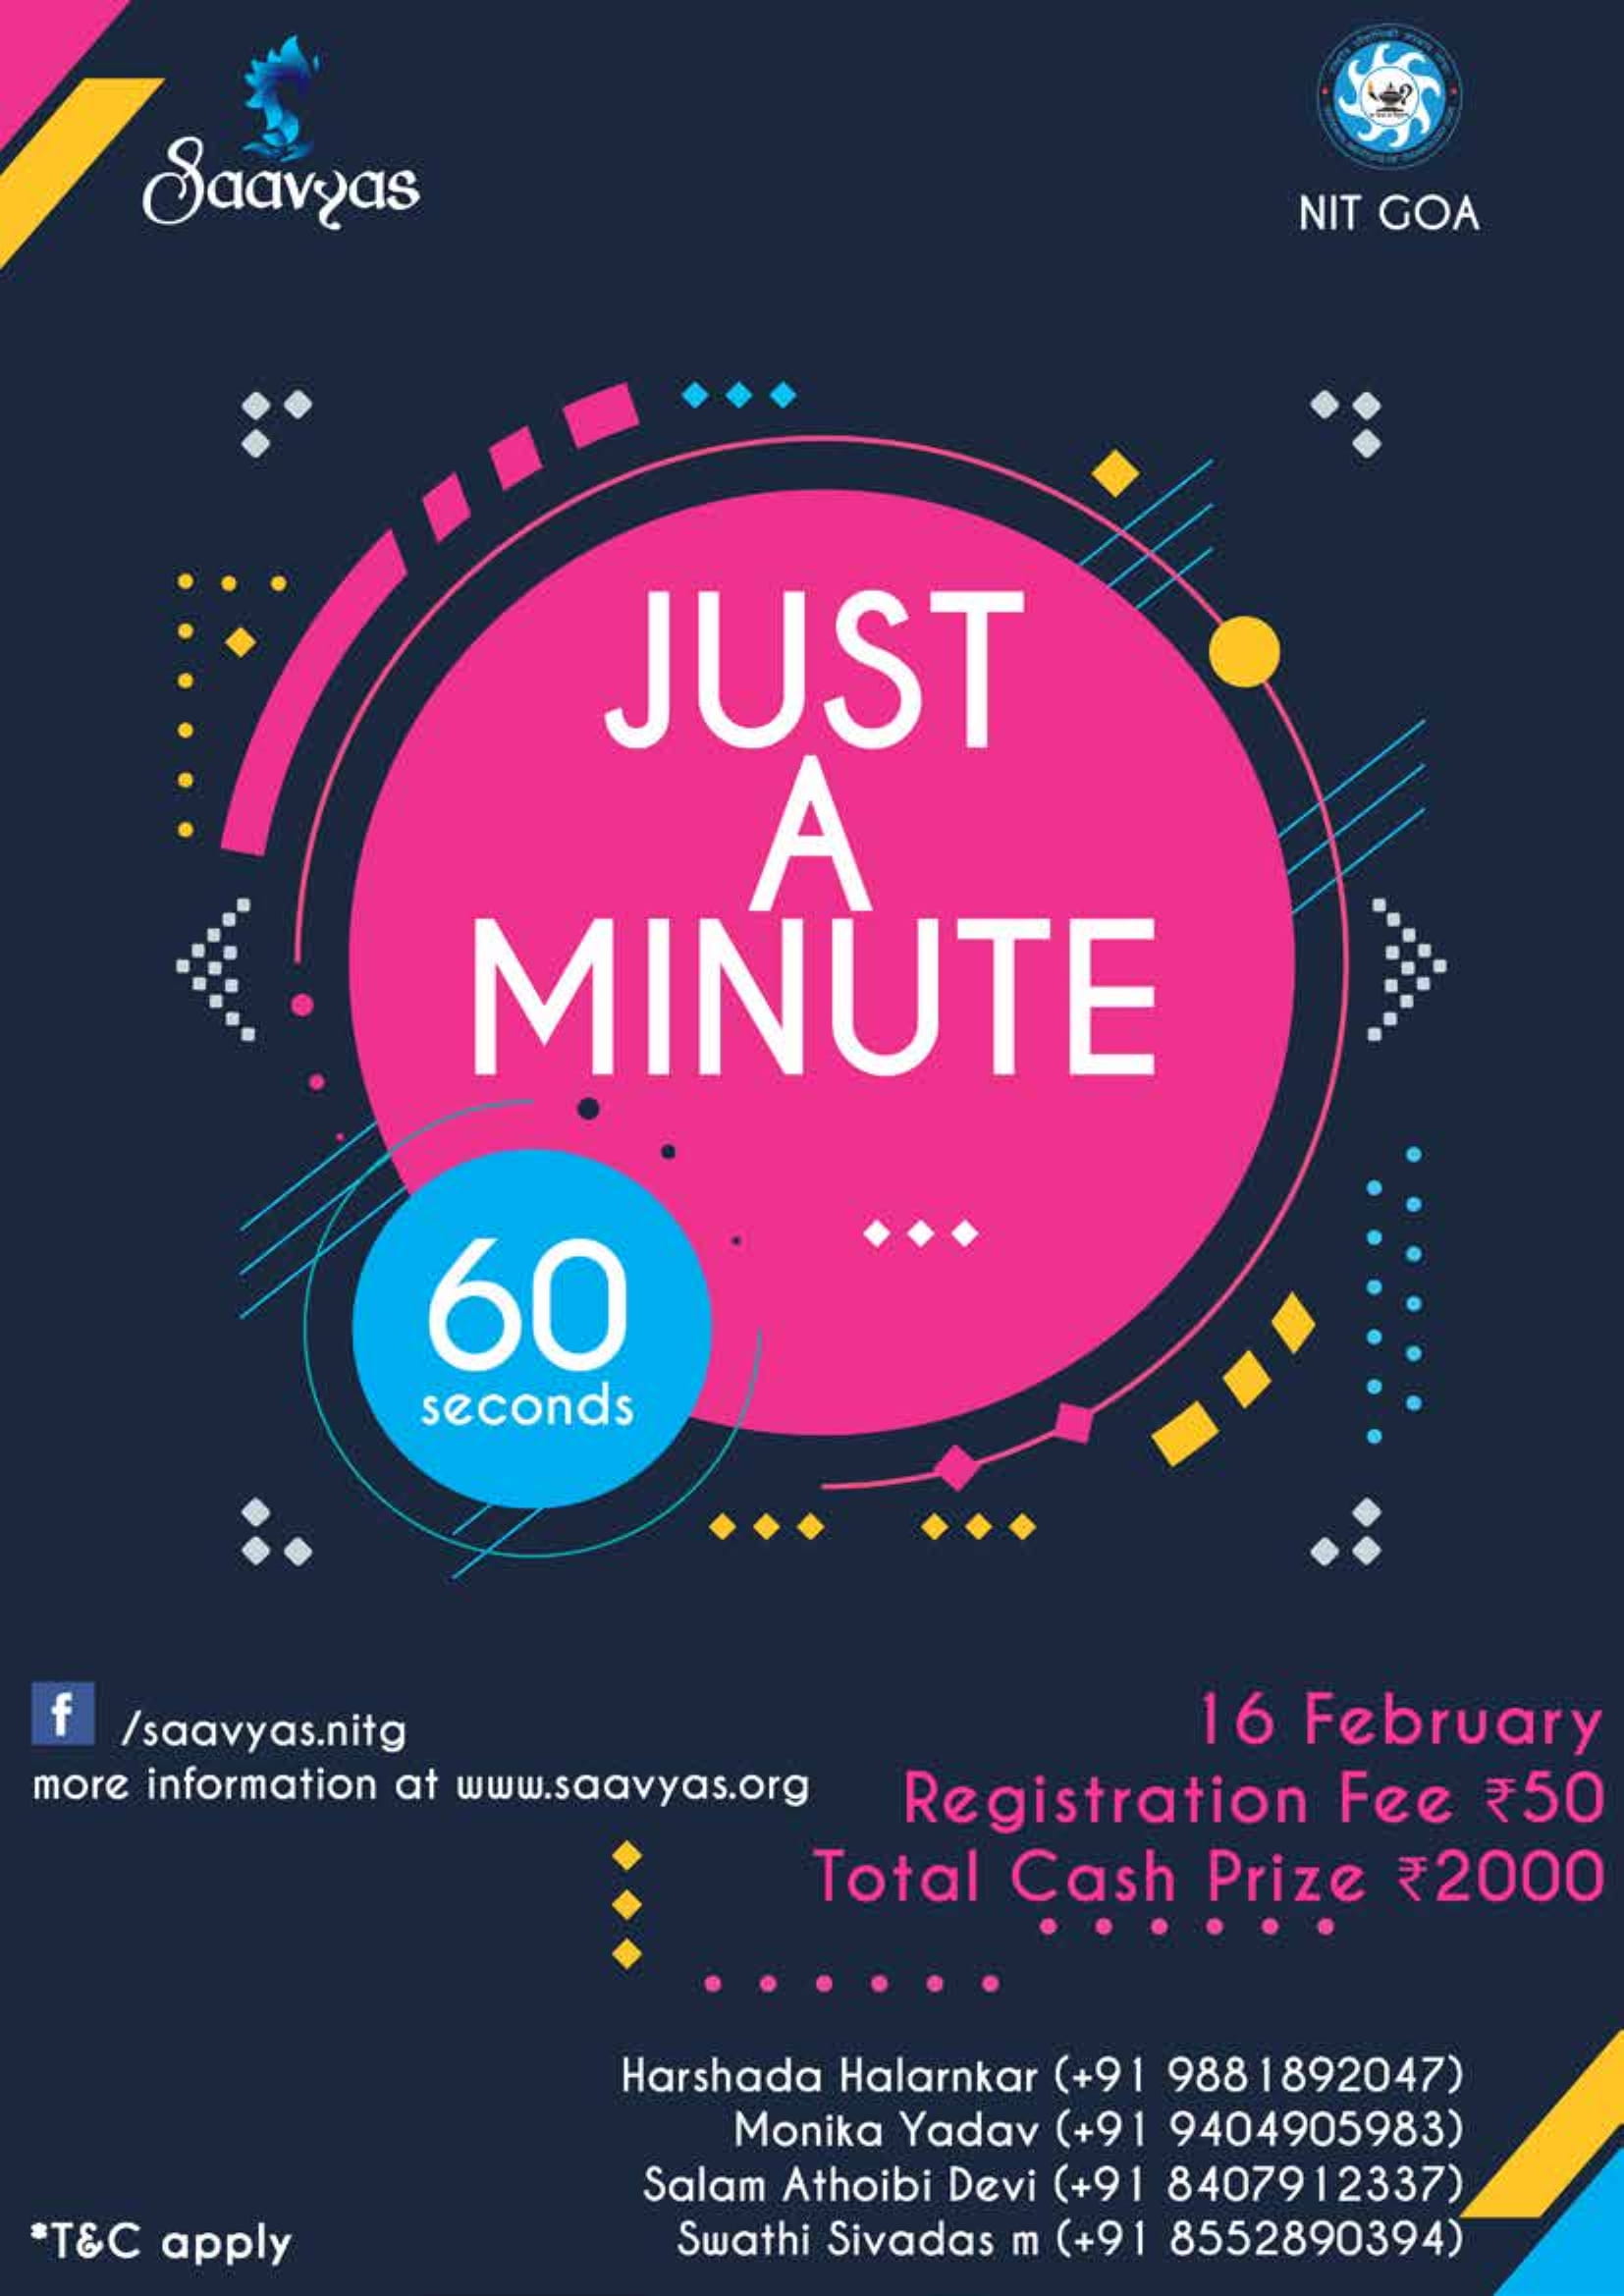 Saavyas
NIT GOA
JUST
A
MINUTE
60
seconds
f /saavyas.nitg
more information at www.saavyas.org
16 February
Registration Fee ₹50
Total Cash Prize ₹2000
Harshada Halarnkar (+91 9881892047)
Monika Yadav (+91 9404905983)
Salam Athoibi Devi (+91 8407912337)
Swathi Sivadas m (+91 8552890394)
*T&C apply